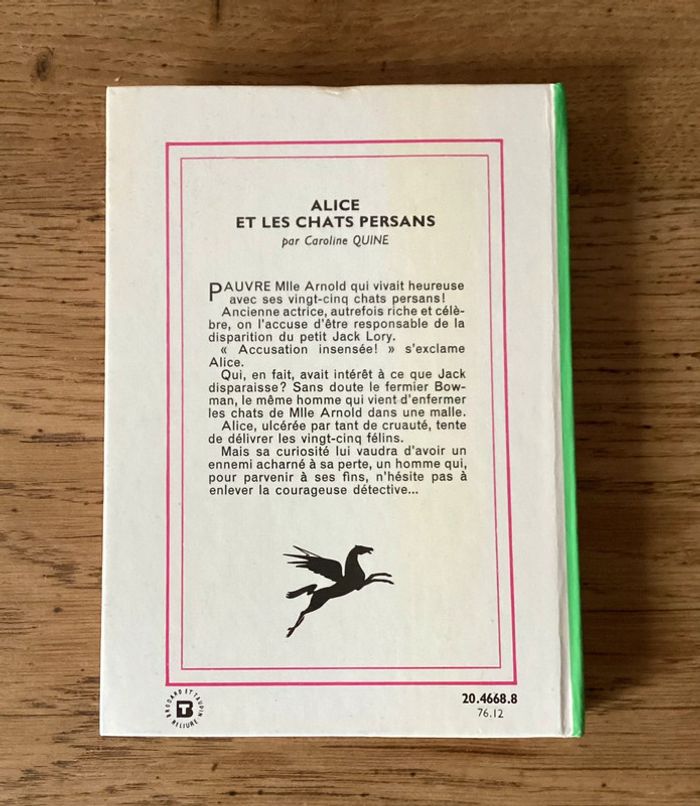 ALICE
ET LES CHATS PERSANS
par Caroline QUINE
PAUVRE Mlle Arnold qui vivait heureuse
avec ses vingt-cinq chats persans!
Ancienne actrice, autrefois riche et célè-
bre, on l'accuse d'être responsable de la
disparition du petit Jack Lory.
« Accusation insensée! » s'exclame
Alice.
Qui, en fait, avait intérêt à ce que Jack
disparaisse? Sans doute le fermier Bow-
man, le même homme qui vient d'enfermer
les chats de Mlle Arnold dans une malle.
Alice, ulcérée par tant de cruauté, tente
de délivrer les vingt-cinq félins.
Mais sa curiosité lui vaudra d'avoir un
ennemi acharné à sa perte, un homme qui,
pour parvenir à ses fins, n'hésite pas à
enlever la courageuse détective...
BRODARD ET TAUPIN
RELIURE
20.4668.8
76.12